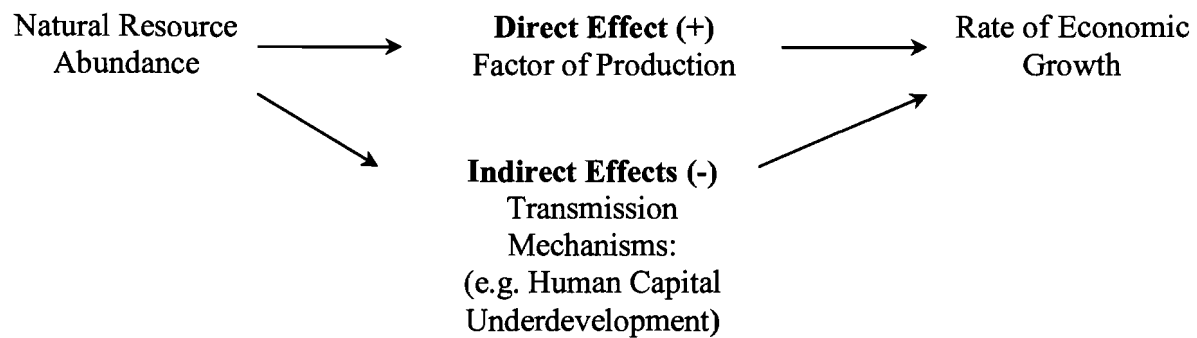 Natural Resource
Abundance
Direct Effect (+)
Factor of Production
Rate of Economic
Growth
Indirect Effects (-)
Transmission
Mechanisms:
(e.g. Human Capital
Underdevelopment)